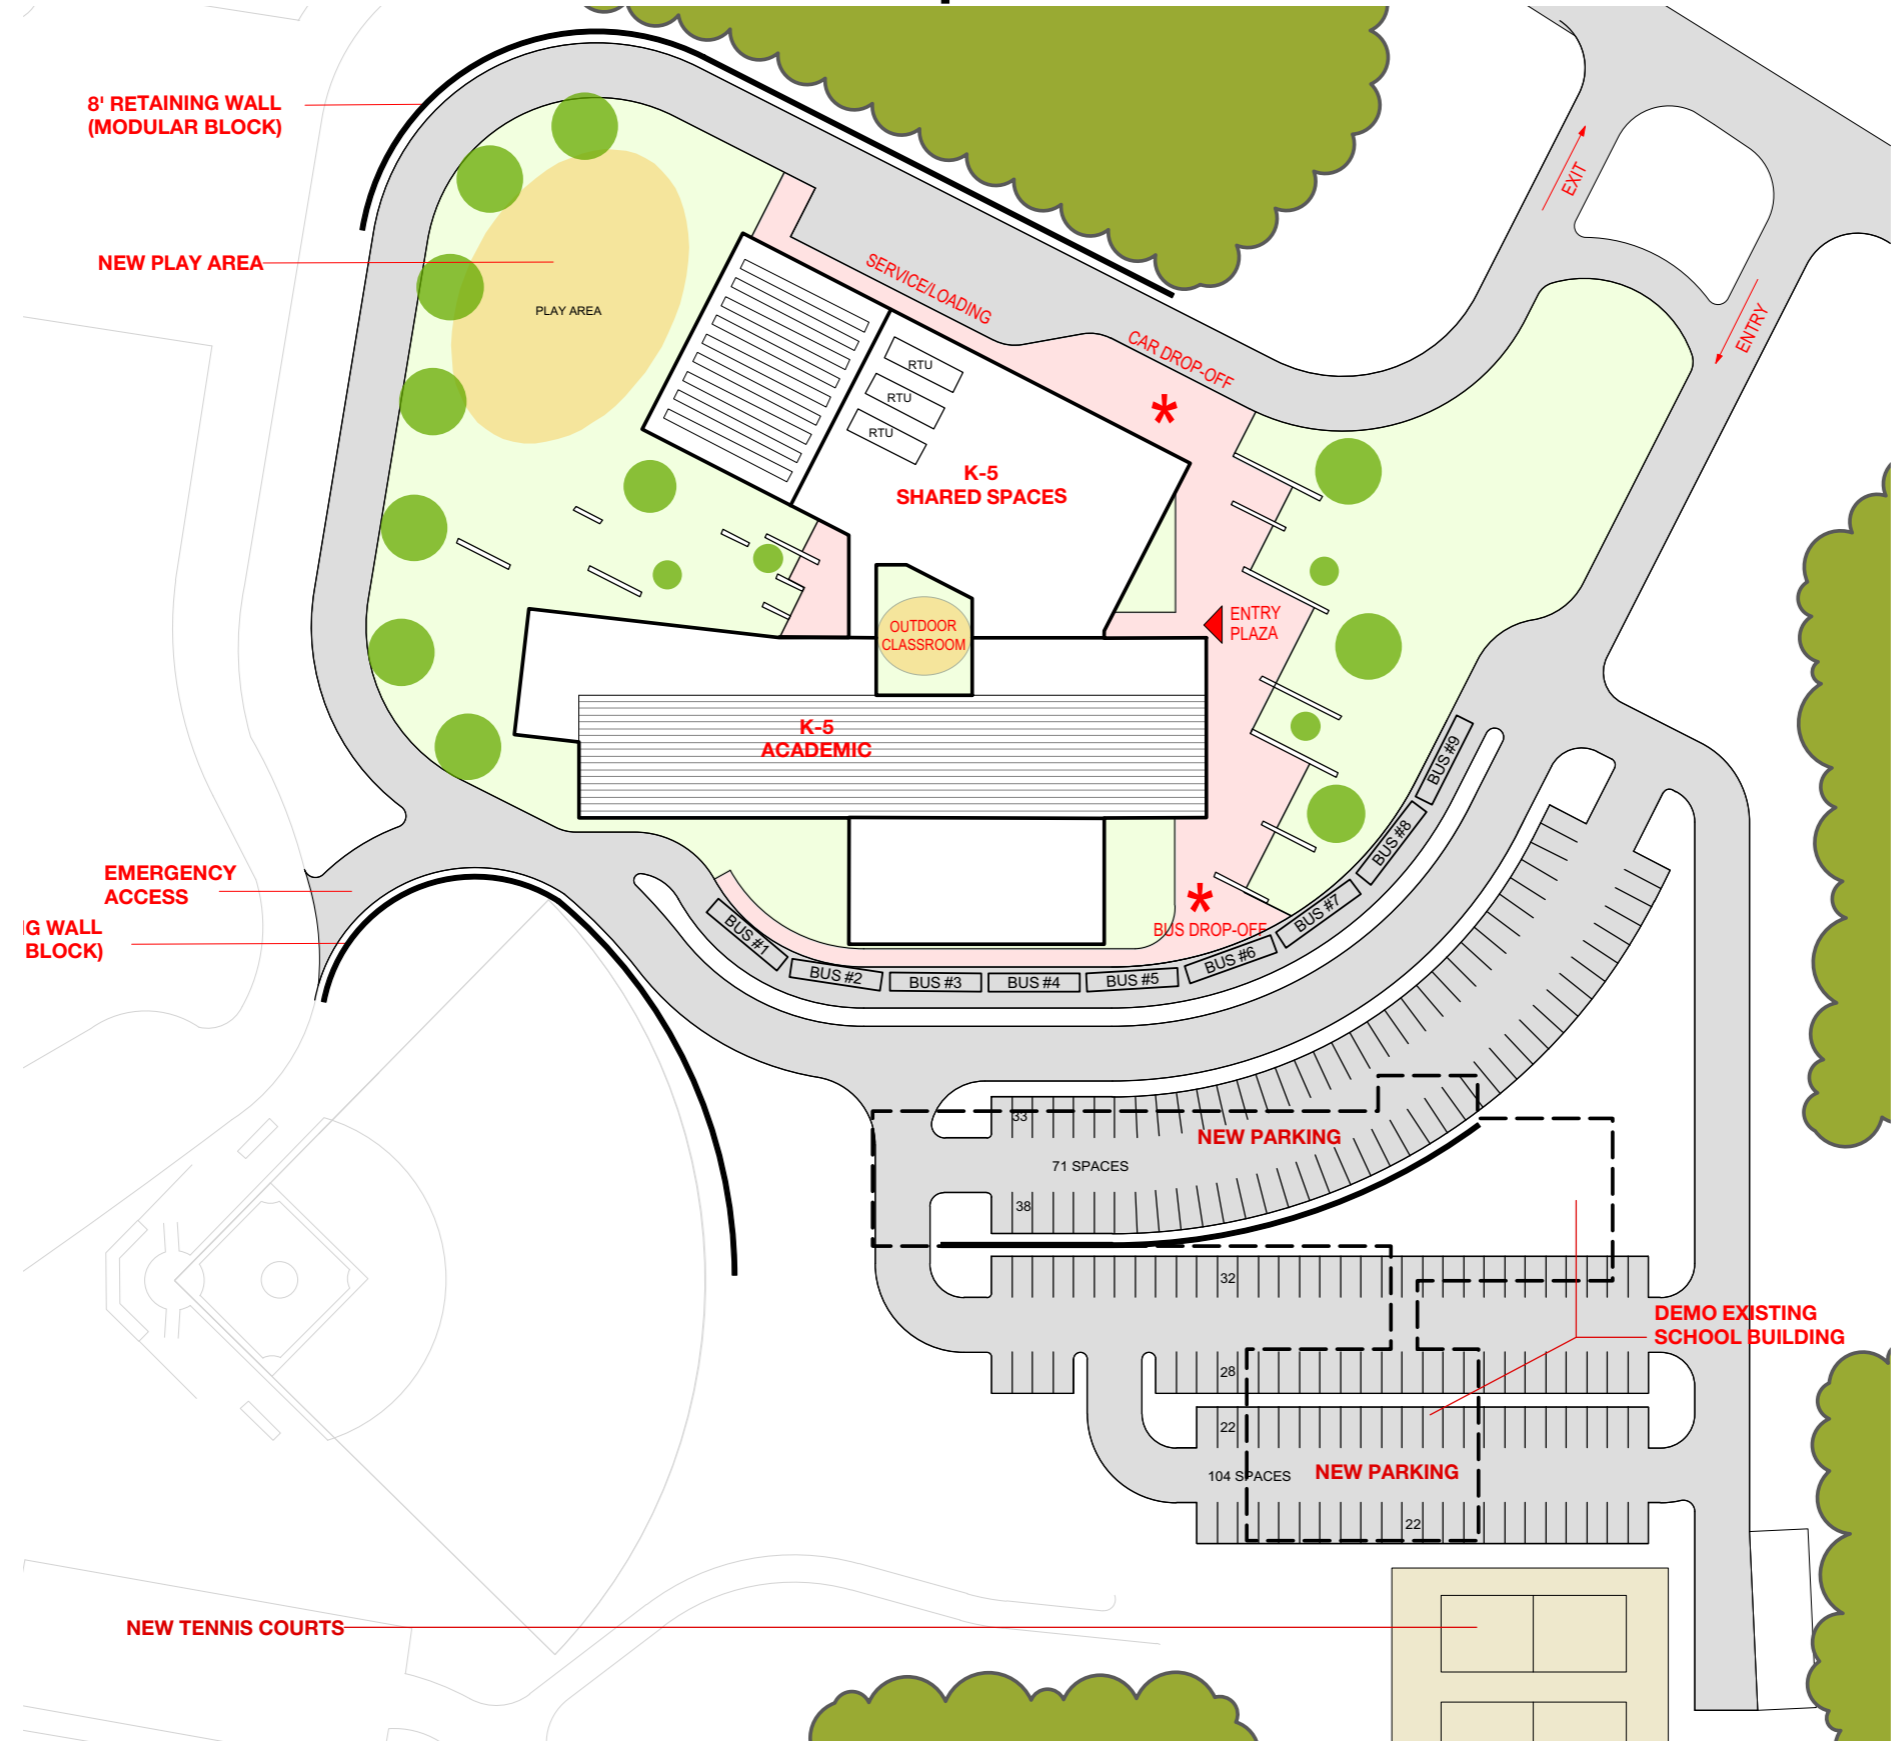 8' RETAINING WALL
(MODULAR BLOCK)
NEW PLAY AREA
PLAY AREA
EXIT
ENTRY
SERVICE/LOADING
CAR DROP-OFF
*
RTU
RTU
RTU
K-5
SHARED SPACES
ENTRY
PLAZA
OUTDOOR
CLASSROOM
K-5
ACADEMIC
EMERGENCY
ACCESS
G WALL
BLOCK)
*
BUS DROP-OFF
BUS #1
BUS #2
BUS #3
BUS #4
BUS #5
BUS #6
BUS #7
BUS #8
BUS #9
33
NEW PARKING
71 SPACES
38
32
DEMO EXISTING
SCHOOL BUILDING
28
22
104 SPACES
NEW PARKING
22
NEW TENNIS COURTS